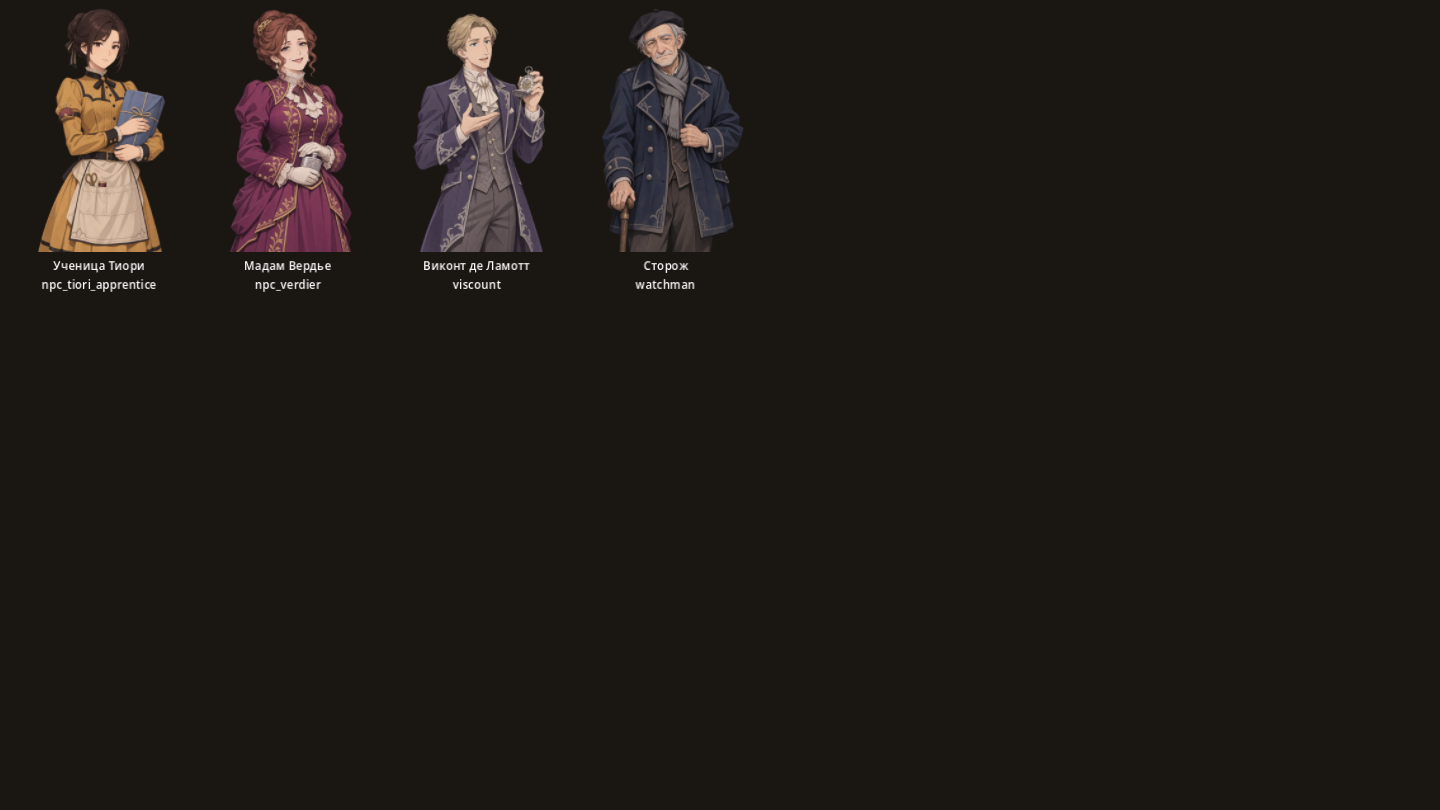 Ученица Тиори
npc_tiori_apprentice
Мадам Вердье
npc_verdier
Виконт де Ламотт
viscount
Сторож
watchman